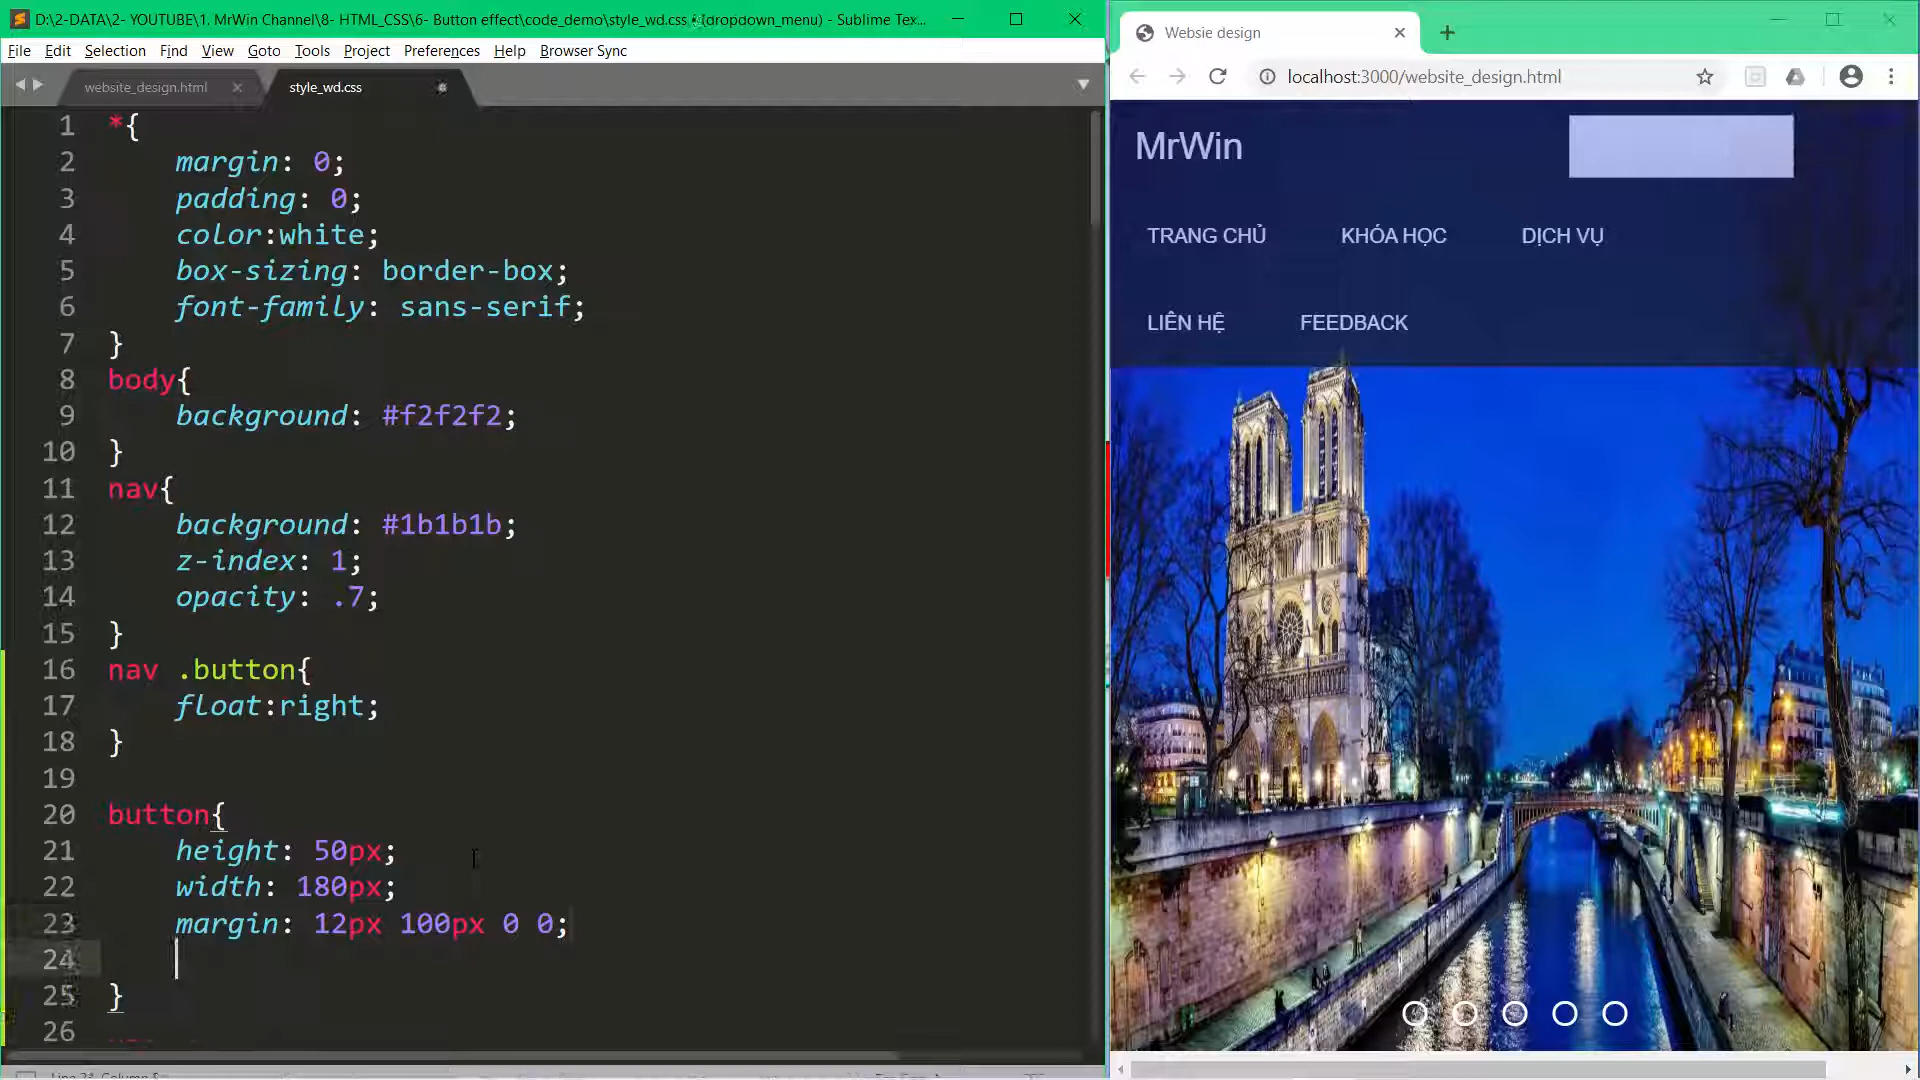 D:\2-DATA\2- YOUTUBE\1. MrWin Channel\8- HTML_CSS\6- Button effect\code_demo\style_wd.css • (dropdown_menu) - Sublime Tex...
File Edit Selection Find View Goto Tools Project Preferences Help Browser Sync
website_design.html
style_wd.css
1 *{
2 margin: 0;
3 padding: 0;
4 color:white;
5 box-sizing: border-box;
6 font-family: sans-serif;
7 }
8 body{
9 background: #f2f2f2;
10 }
11 nav{
12 background: #1b1b1b;
13 z-index: 1;
14 opacity: .7;
15 }
16 nav .button{
17 float:right;
18 }
19
20 button{
21 height: 50px;
22 width: 180px;
23 margin: 12px 100px 0 0;
24
25 }
26
Websie design
localhost:3000/website_design.html
MrWin
TRANG CHỦ KHÓA HỌC DỊCH VỤ
LIÊN HỆ FEEDBACK